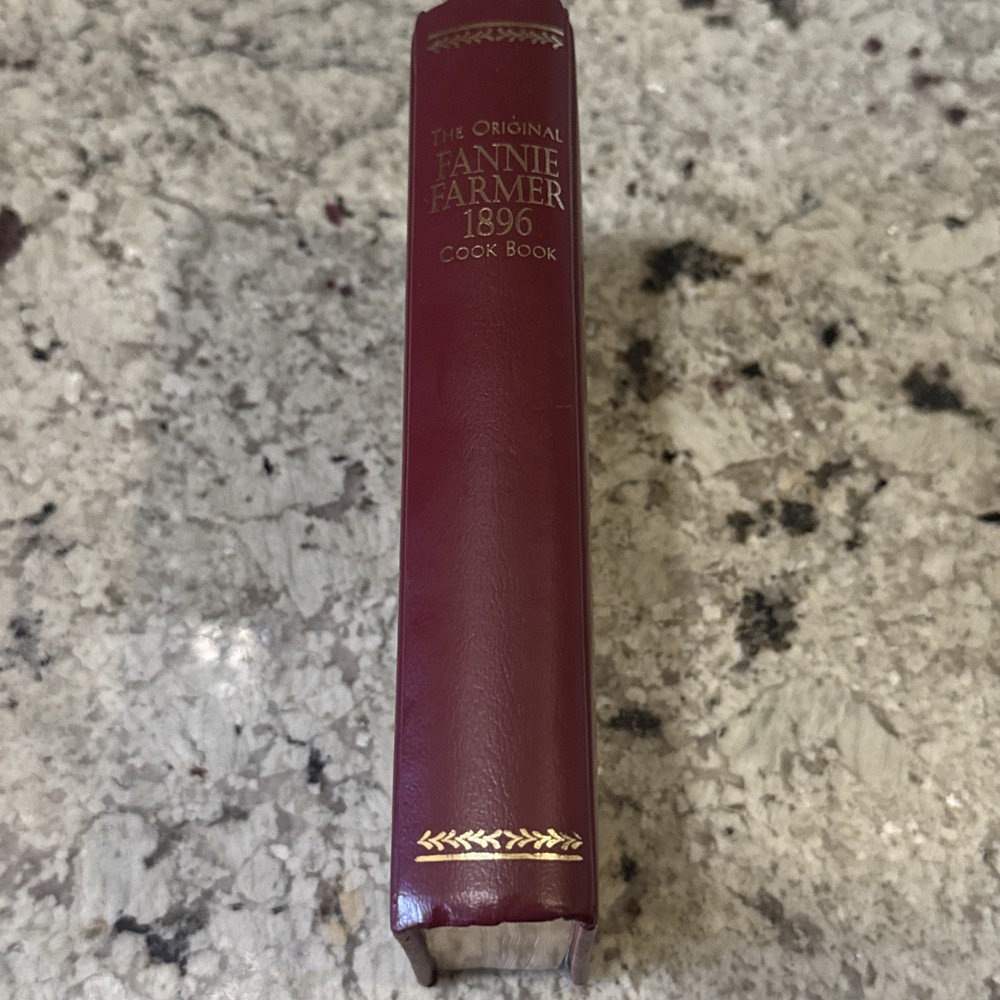 THE ORIGINAL
FANNIE
FARMER
1896
COOK BOOK